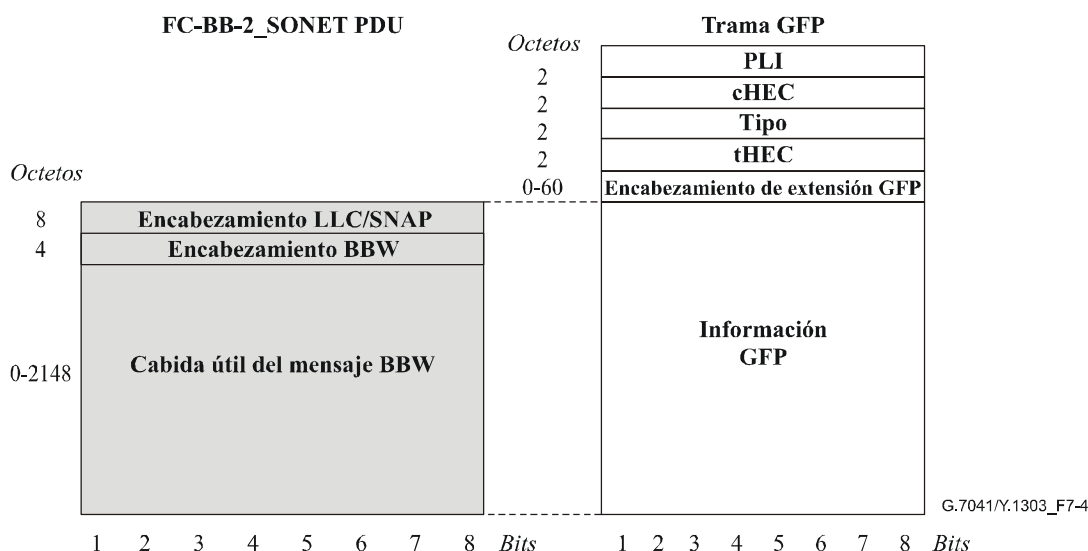 FC-BB-2_SONET PDU
Trama GFP
Octetos
PLI
2
cHEC
2
Tipo
2
tHEC
2
Octetos
0-60
Encabezamiento de extensión GFP
8
Encabezamiento LLC/SNAP
4
Encabezamiento BBW
Información
GFP
0-2148
Cabida útil del mensaje BBW
G.7041/Y.1303_F7-4
1 2 3 4 5 6 7 8 Bits
1 2 3 4 5 6 7 8 Bits